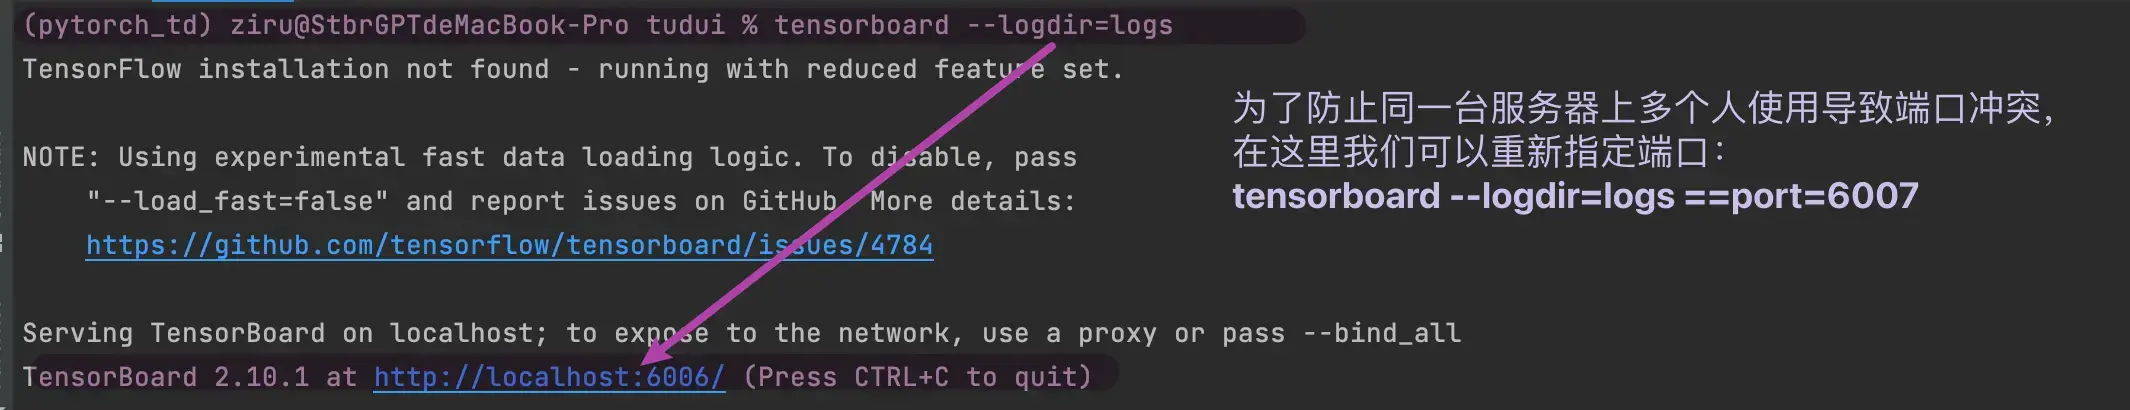 (pytorch_td) ziru@StbrGPTdeMacBook-Pro tudui % tensorboard --logdir=logs
TensorFlow installation not found - running with reduced feature set.
NOTE: Using experimental fast data loading logic. To disable, pass
"--load_fast=false" and report issues on GitHub. More details:
https://github.com/tensorflow/tensorboard/issues/4784
Serving TensorBoard on localhost; to expose to the network, use a proxy or pass --bind_all
TensorBoard 2.10.1 at http://localhost:6006/ (Press CTRL+C to quit)
为了防止同一台服务器上多个人使用导致端口冲突，
在这里我们可以重新指定端口：
tensorboard --logdir=logs ==port=6007